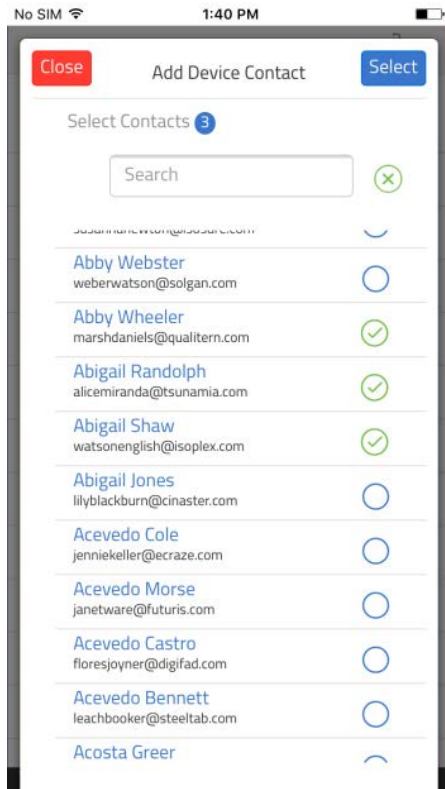 No SIM 1:40 PM
Close Add Device Contact Select
Select Contacts 3
Search
susannanewton@isosure.com
Abby Webster
weberwatson@solgan.com
Abby Wheeler
marshdaniels@qualitern.com
Abigail Randolph
alicemiranda@tsunamia.com
Abigail Shaw
watsonenglish@isoplex.com
Abigail Jones
lilyblackburn@cinaster.com
Acevedo Cole
jenniekeller@ecraze.com
Acevedo Morse
janetware@futuris.com
Acevedo Castro
floresjoyner@digifad.com
Acevedo Bennett
leachbooker@steeltab.com
Acosta Greer